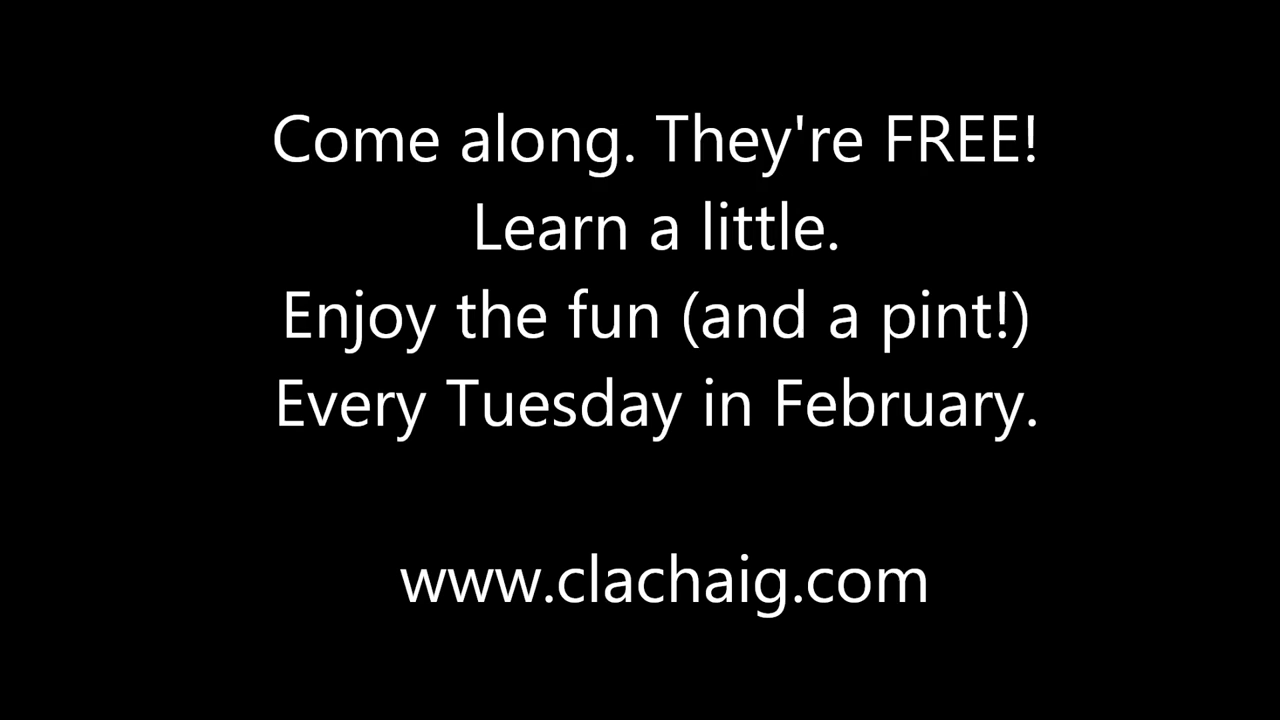 Come along. They're FREE!
Learn a little.
Enjoy the fun (and a pint!)
Every Tuesday in February.
www.clachaig.com